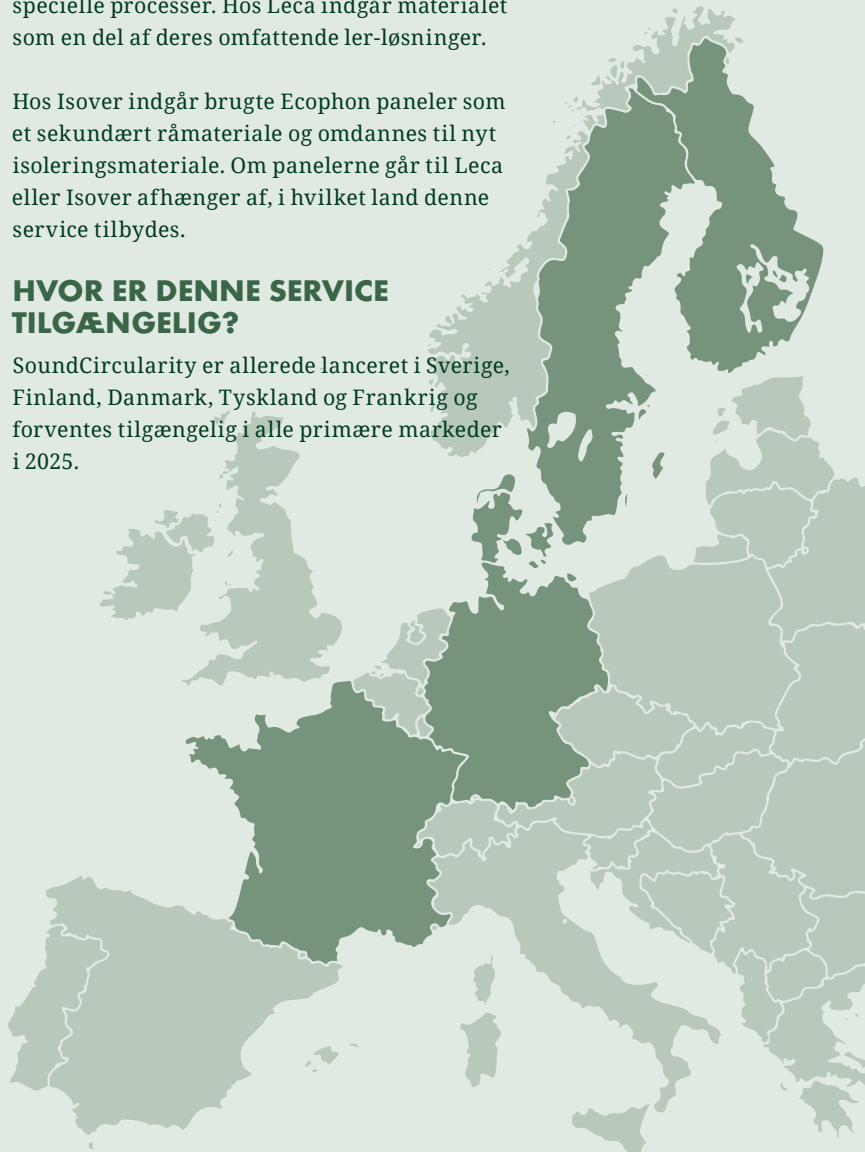 specielle processer. Hos Leca indgår materialet
som en del af deres omfattende ler-løsninger.
Hos Isover indgår brugte Ecophon paneler som
et sekundært råmateriale og omdannes til nyt
isoleringsmateriale. Om panelerne går til Leca
eller Isover afhænger af, i hvilket land denne
service tilbydes.
HVOR ER DENNE SERVICE
TILGÆNGELIG?
SoundCircularity er allerede lanceret i Sverige,
Finland, Danmark, Tyskland og Frankrig og
forventes tilgængelig i alle primære markeder
i 2025.